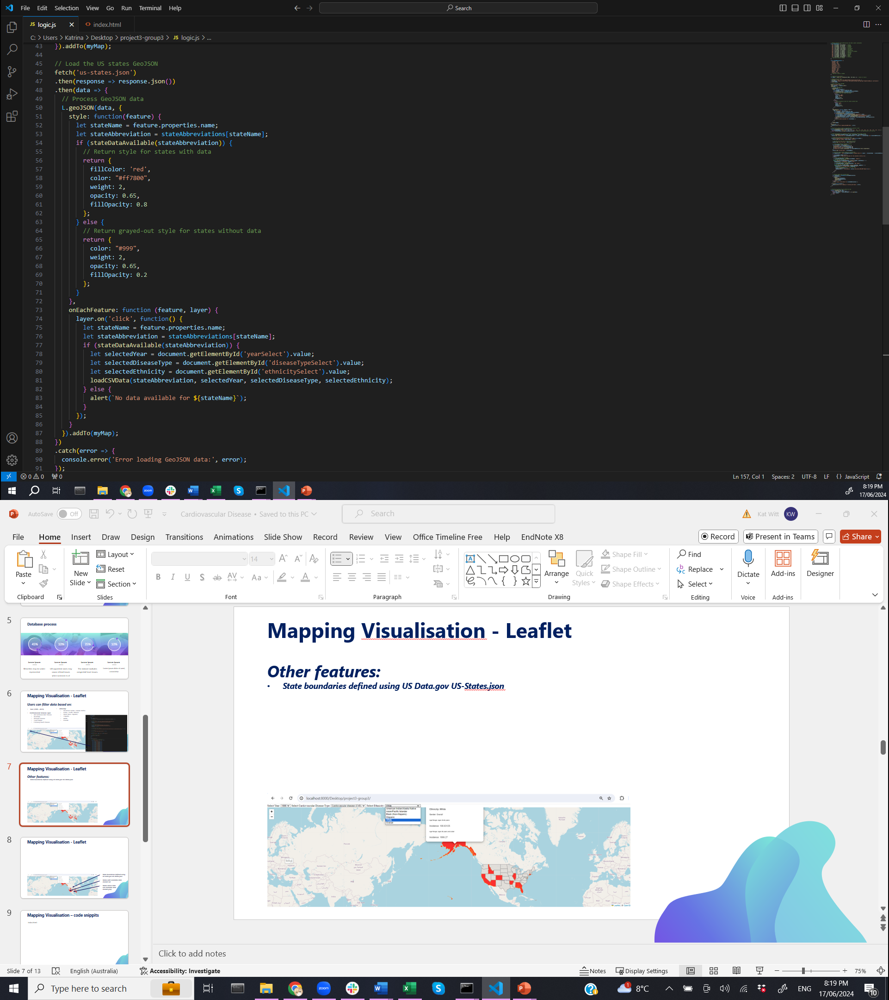 File Edit Selection View Go Run Terminal Help
Search
JS logic.js
<> index.html
C: > Users > Katrina > Desktop > project3-group3 > JS logic.js > ...
43 }).addTo(myMap);
44
45 // Load the US states GeoJSON
46 fetch('us-states.json')
47 .then(response => response.json())
48 .then(data => {
49 // Process GeoJSON data
50 L.geoJSON(data, {
51 style: function(feature) {
52 let stateName = feature.properties.name;
53 let stateAbbreviation = stateAbbreviations[stateName];
54 if (stateDataAvailable(stateAbbreviation)) {
55 // Return style for states with data
56 return {
57 fillColor: 'red',
58 color: "#ff7800",
59 weight: 2,
60 opacity: 0.65,
61 fillOpacity: 0.8
62 };
63 } else {
64 // Return grayed-out style for states without data
65 return {
66 color: "#999",
67 weight: 2,
68 opacity: 0.65,
69 fillOpacity: 0.2
70 };
71 }
72 },
73 onEachFeature: function (feature, layer) {
74 layer.on('click', function() {
75 let stateName = feature.properties.name;
76 let stateAbbreviation = stateAbbreviations[stateName];
77 if (stateDataAvailable(stateAbbreviation)) {
78 let selectedYear = document.getElementById('yearSelect').value;
79 let selectedDiseaseType = document.getElementById('diseaseTypeSelect').value;
80 let selectedEthnicity = document.getElementById('ethnicitySelect').value;
81 loadCSVData(stateAbbreviation, selectedYear, selectedDiseaseType, selectedEthnicity);
82 } else {
83 alert(`No data available for ${stateName}`);
84 }
85 });
86 }
87 }).addTo(myMap);
88 })
89 .catch(error => {
90 console.error('Error loading GeoJSON data:', error);
91 });
0 0 0
Ln 157, Col 1 Spaces: 2 UTF-8 LF {} JavaScript
8:19 PM
17/06/2024
AutoSave Off
Cardiovascular Disease • Saved to this PC
Search
Kat Witt KW
File Home Insert Draw Design Transitions Animations Slide Show Record Review View Office Timeline Free Help EndNote X8
Record Present in Teams Share
Paste
Clipboard
New Slide
Layout
Reset
Section
Slides
14
Font
Paragraph
Arrange
Quick Styles
Shape Fill
Shape Outline
Shape Effects
Drawing
Find
Replace
Select
Editing
Dictate
Voice
Add-ins
Add-ins
Designer
5
Database process
45% 10% 35% 10%
Lorem Ipsum Lorem Ipsum Lorem Ipsum Lorem Ipsum
6
Mapping Visualisation - Leaflet
Users can filter data based on:
7
Mapping Visualisation - Leaflet
Other features:
8
Mapping Visualisation - Leaflet
9
Mapping Visualisation – code snippits
Mapping Visualisation - Leaflet
Other features:
• State boundaries defined using US Data.gov US-States.json
localhost:8000/Desktop/project3-group3/
Select Year: 1999 Select Cardiovascular Disease Type: Cardiovascular disease (CVD) Select Ethnicity: White
American Indian/Alaska Native
Asian/Pacific Islander
Black (Non-Hispanic)
Hispanic
White
Overall
Ethnicity: White
Gender: Overall
Incidence: 100.63125
Incidence: 1999.27
TITLE
Click to add notes
Slide 7 of 13 English (Australia) Accessibility: Investigate
Notes Display Settings 75%
Type here to search
1 8°C ENG
8:19 PM
17/06/2024
10